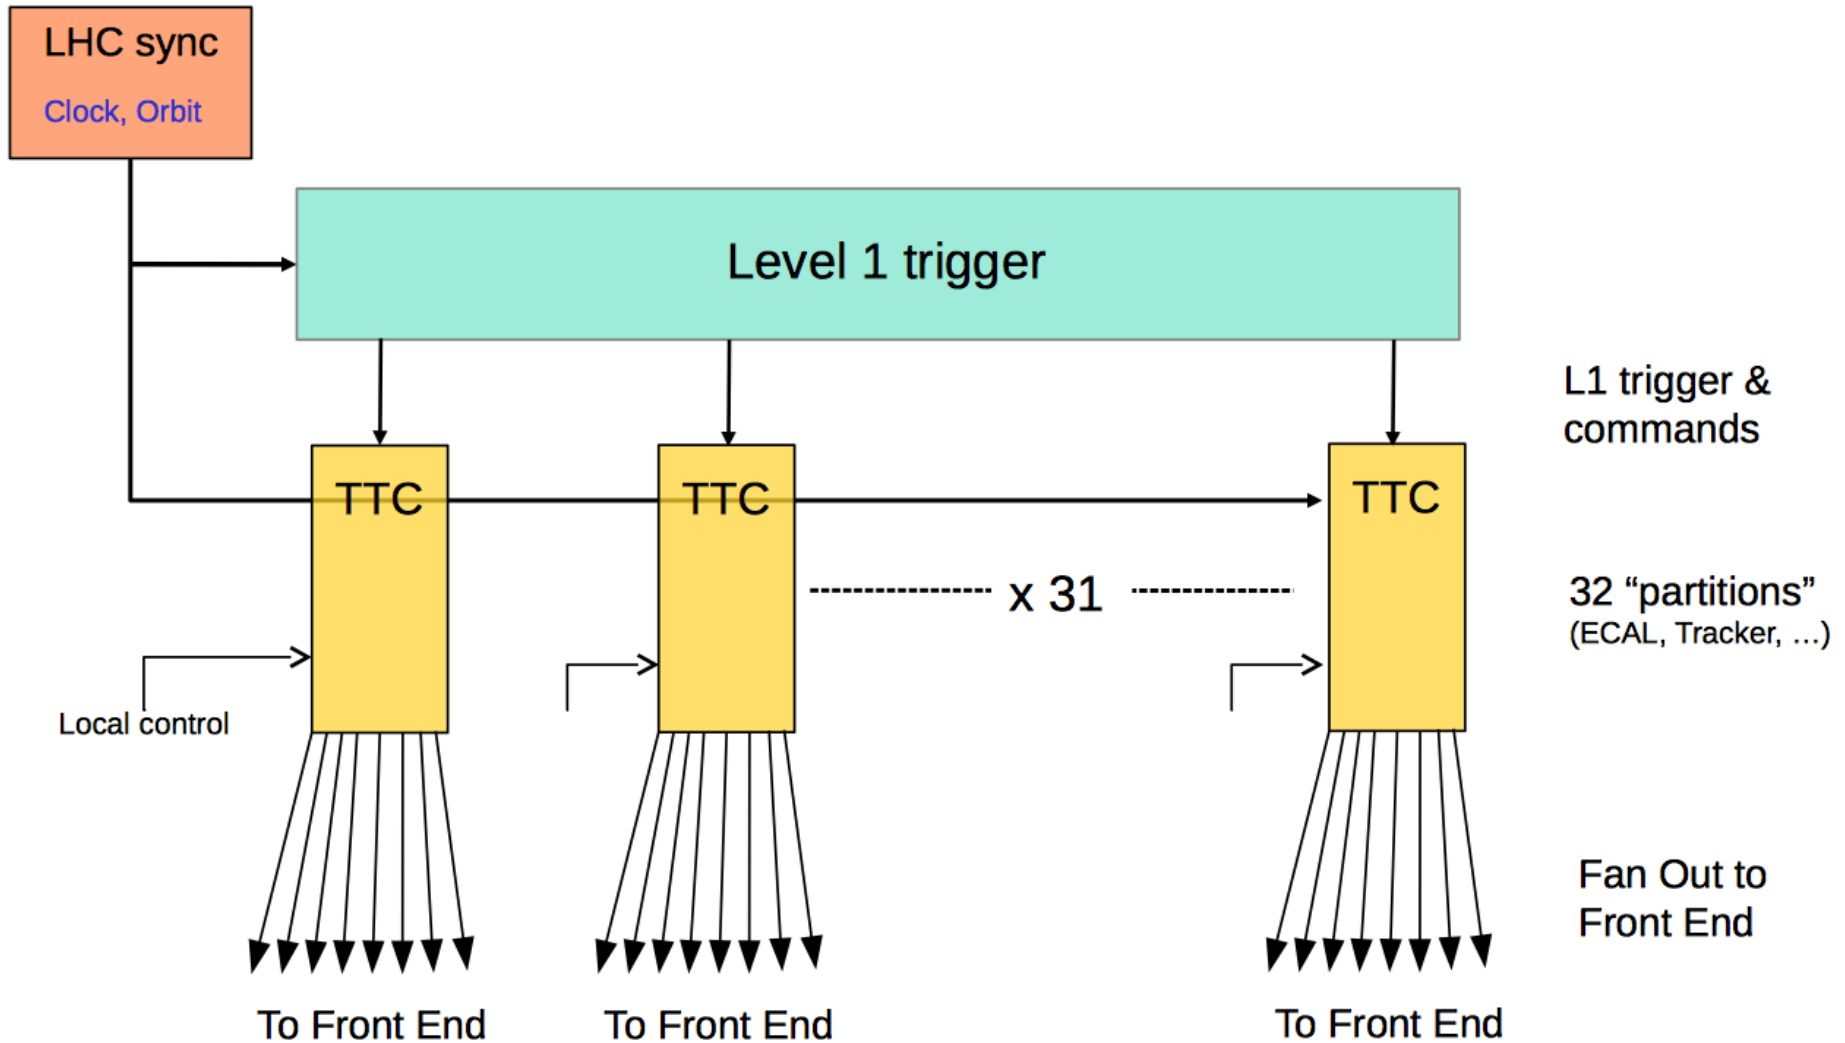 LHC sync
Clock, Orbit
Level 1 trigger
L1 trigger &
commands
TTC
TTC
TTC
x 31
32 “partitions”
(ECAL, Tracker, …)
Local control
Fan Out to
Front End
To Front End
To Front End
To Front End